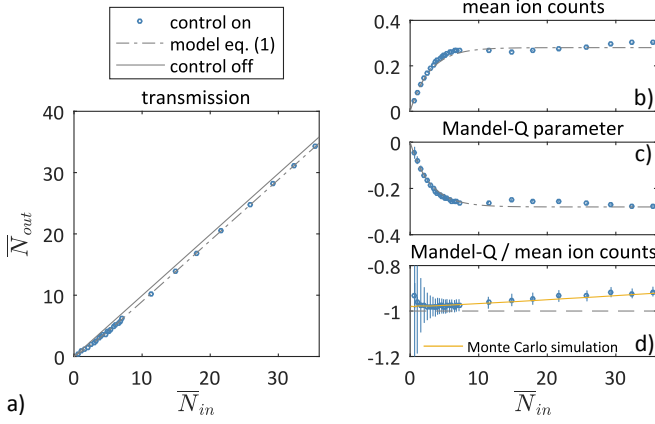 control on
model eq. (1)
control off
transmission
40
30
20
10
0
0
10
20
30
N̅out
N̅in
a)
mean ion counts
0.4
0.2
0
b)
Mandel-Q parameter
0
-0.2
-0.4
c)
Mandel-Q / mean ion counts
-0.8
-1
-1.2
Monte Carlo simulation
d)
0
10
20
30
N̅in